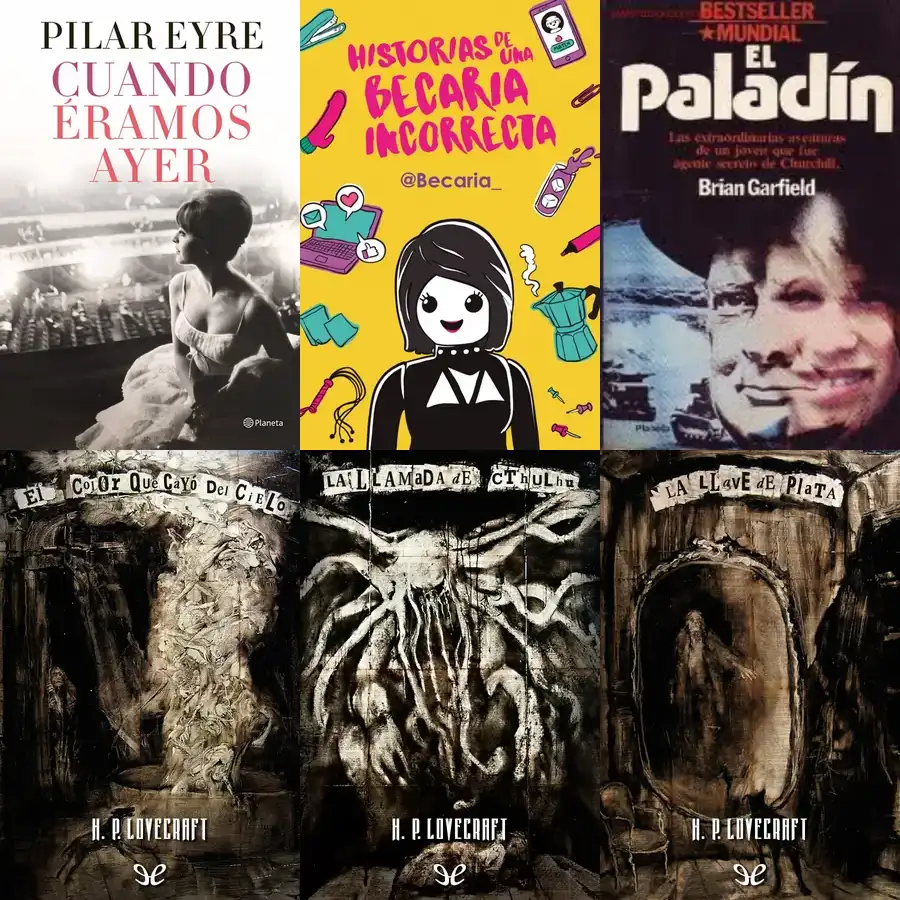 PILAR EYRE
CUANDO
ÉRAMOS
AYER
Planeta
HISTORIAS DE UNA
BECARIA
INCORRECTA
@Becaria_
MATCH
BESTSELLER
★MUNDIAL
EL
Paladín
Las extraordinarias aventuras
de un joven que fue
agente secreto de Churchill.
Brian Garfield
Planeta
El Color Que Cayó Del Cielo
H. P. LOVECRAFT
LA LLAMADA dE CTHULhu
H. P. LOVECRAFT
LA LLavE dE PlaTA
H. P. LOVECRAFT